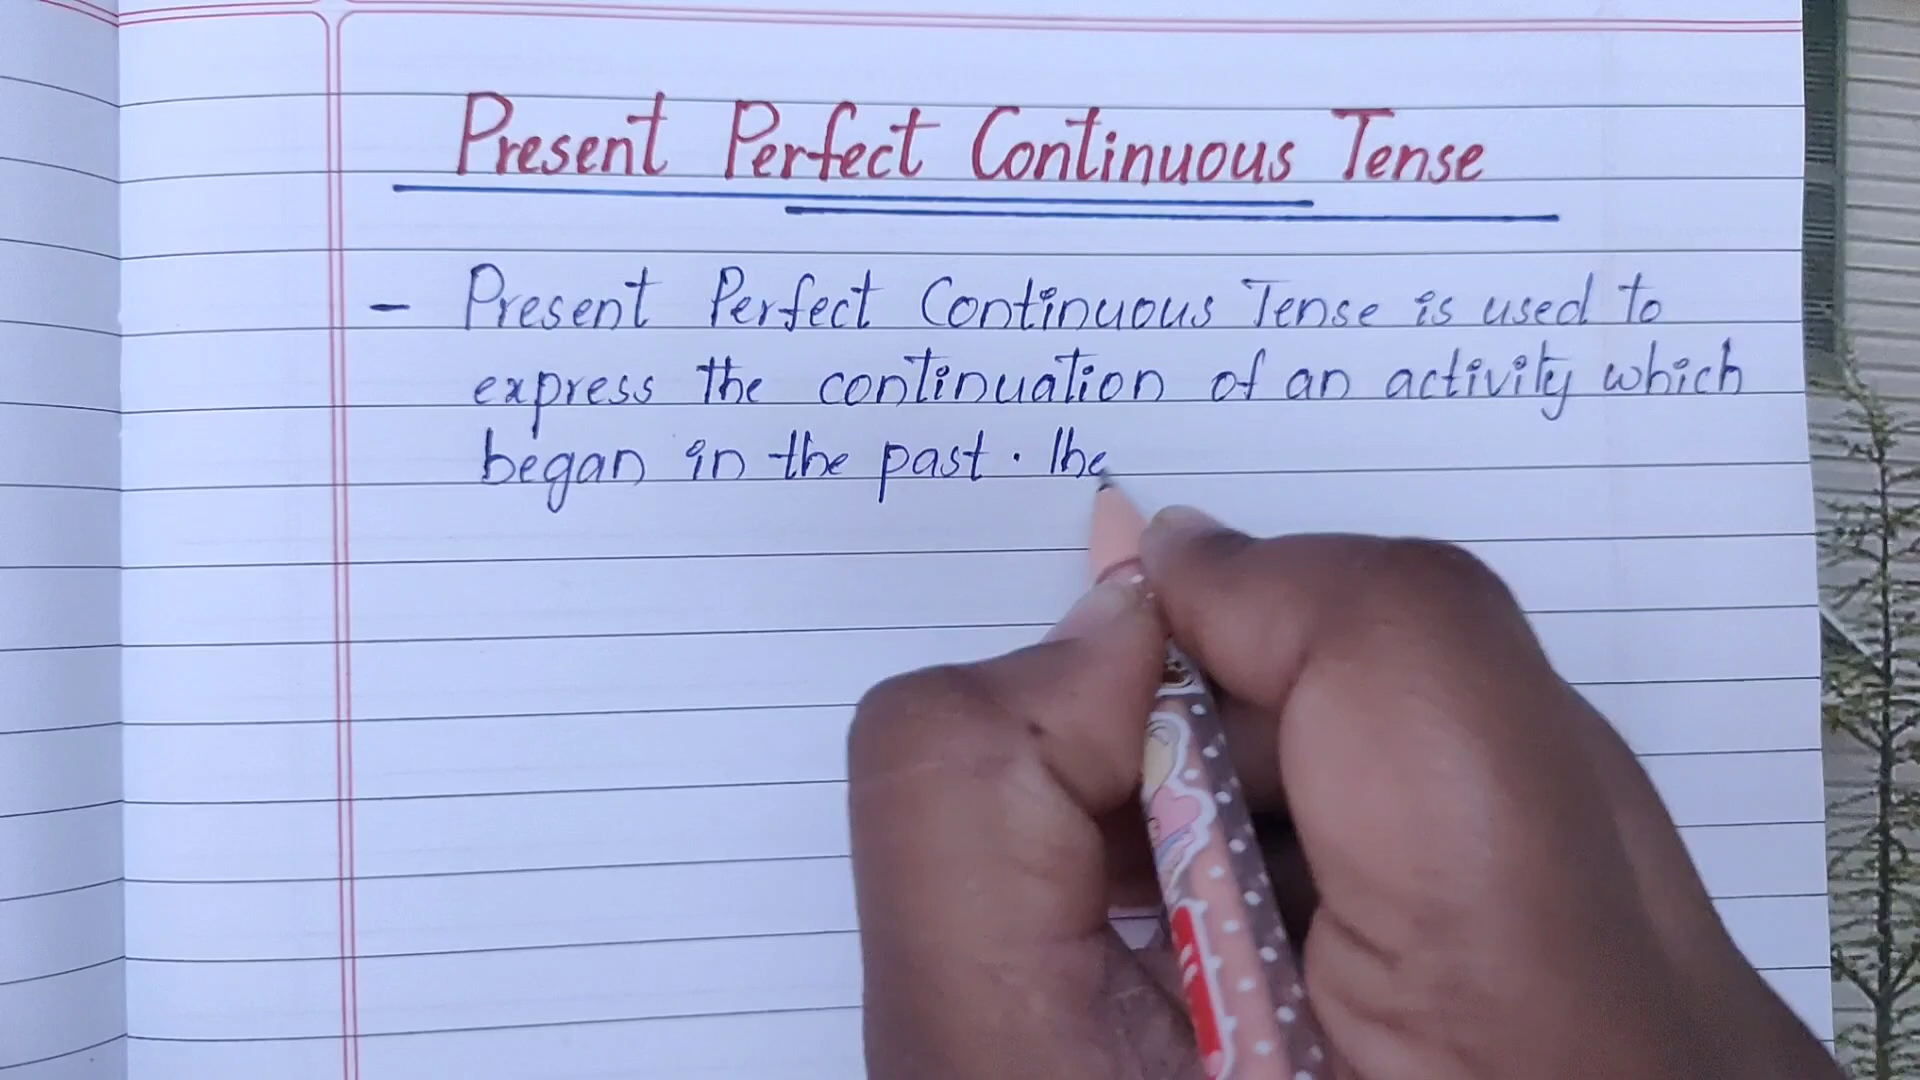 Present Perfect Continuous Tense
- Present Perfect Continuous Tense is used to
express the continuation of an activity which
began in the past. The